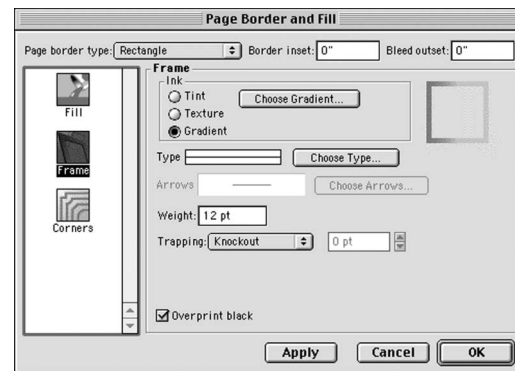 Page Border and Fill
Page border type: Rectangle Border inset: 0" Bleed outset: 0"
Fill
Frame
Corners
Frame
Ink
Tint
Texture
Gradient
Choose Gradient...
Type Choose Type...
Arrows Choose Arrows...
Weight: 12 pt
Trapping: Knockout 0 pt
Overprint black
Apply Cancel OK